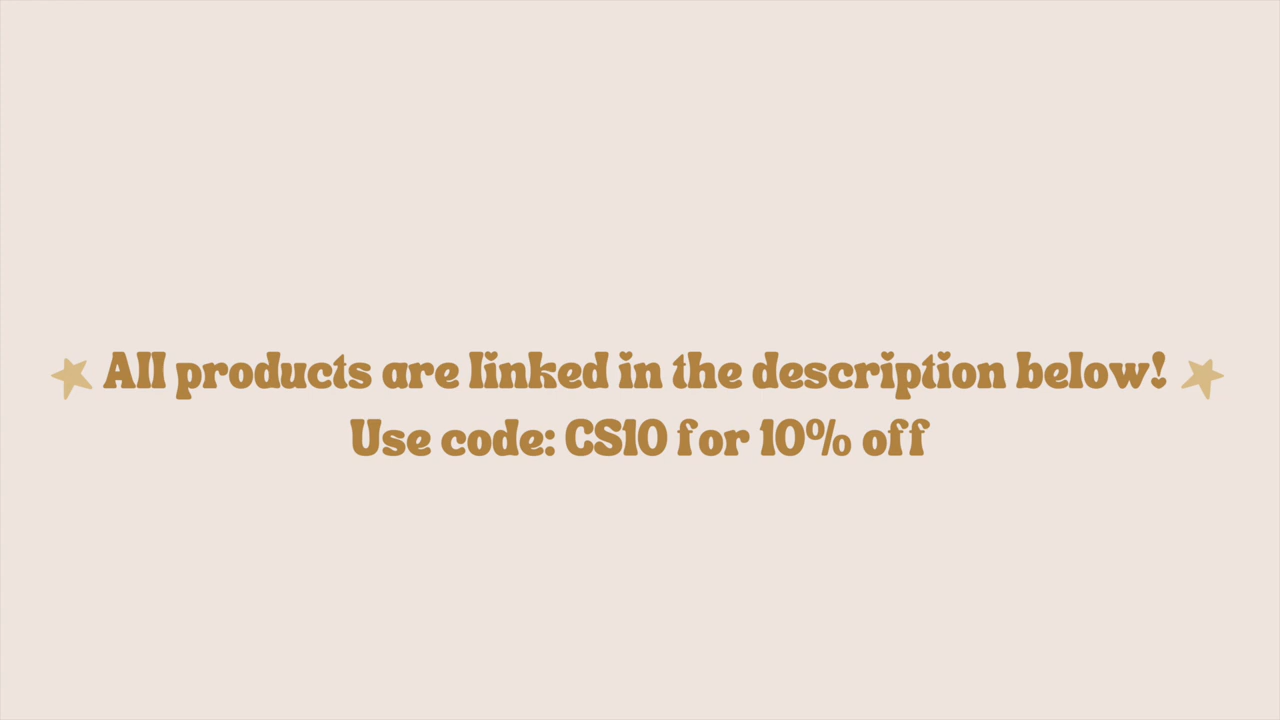 All products are linked in the description below!
Use code: CS10 for 10% off